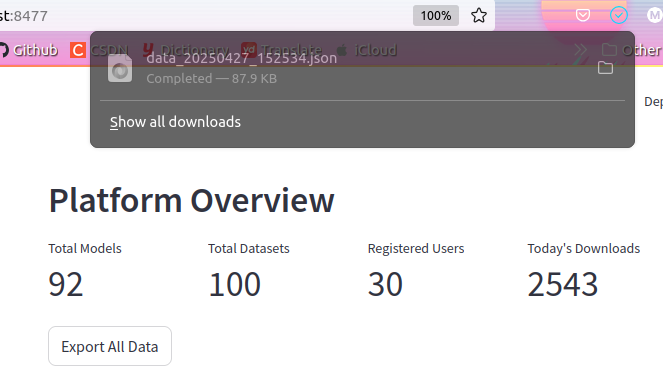 st:8477
100%
M
Github
C CSDN
Dictionary
yd Translate
iCloud
Other
data_20250427_152534.json
Completed — 87.9 KB
Show all downloads
Dep
Platform Overview
Total Models
Total Datasets
Registered Users
Today's Downloads
92
100
30
2543
Export All Data